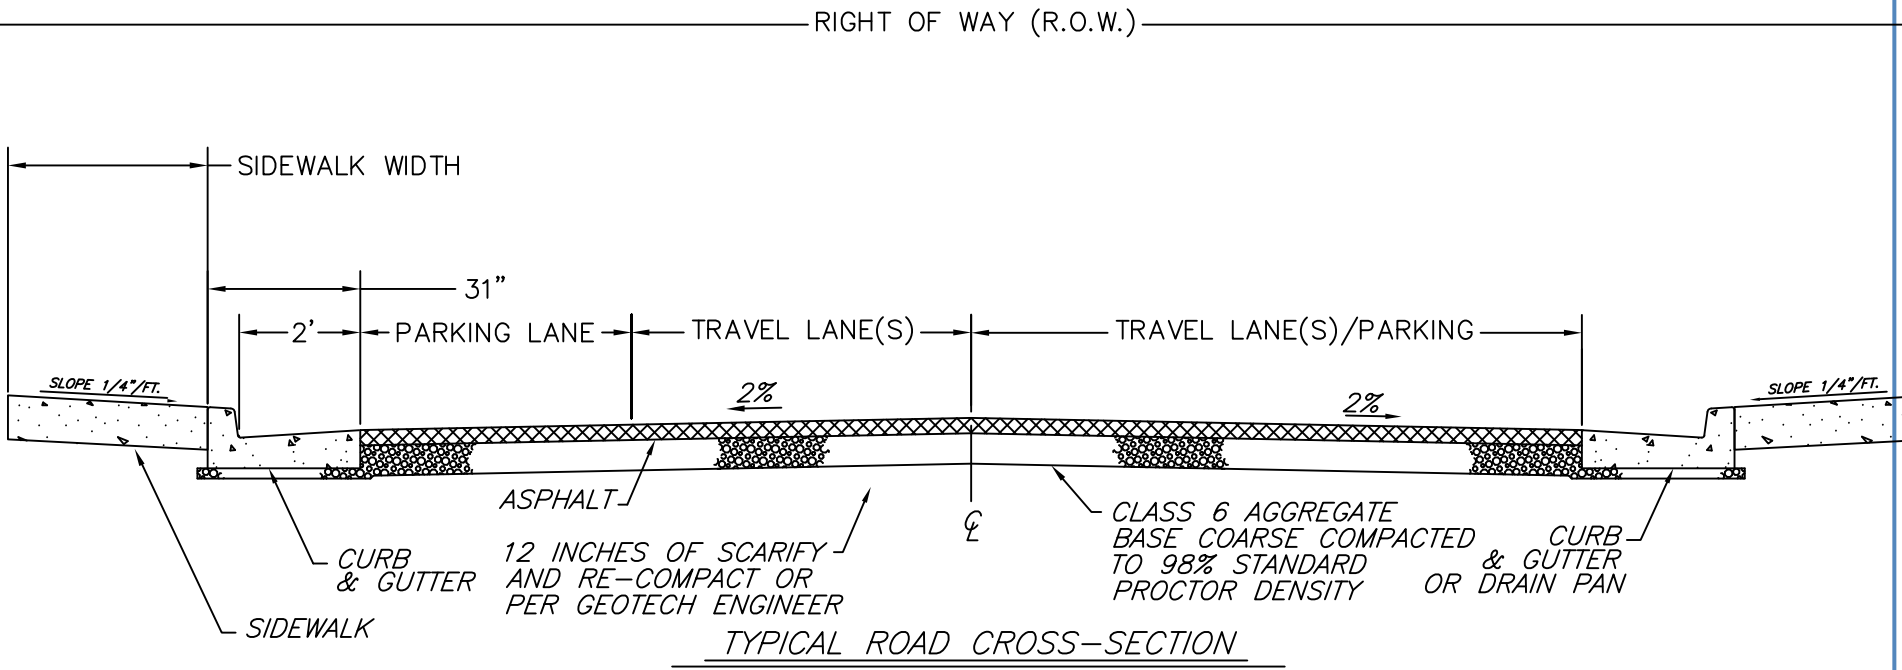 RIGHT OF WAY (R.O.W.)
SIDEWALK WIDTH
31"
2'
PARKING LANE
TRAVEL LANE(S)
TRAVEL LANE(S)/PARKING
SLOPE 1/4"/FT.
2%
2%
SLOPE 1/4"/FT.
ASPHALT
℄
CLASS 6 AGGREGATE
BASE COARSE COMPACTED
TO 98% STANDARD
PROCTOR DENSITY
CURB
& GUTTER
OR DRAIN PAN
12 INCHES OF SCARIFY
AND RE-COMPACT OR
PER GEOTECH ENGINEER
CURB
& GUTTER
SIDEWALK
TYPICAL ROAD CROSS-SECTION